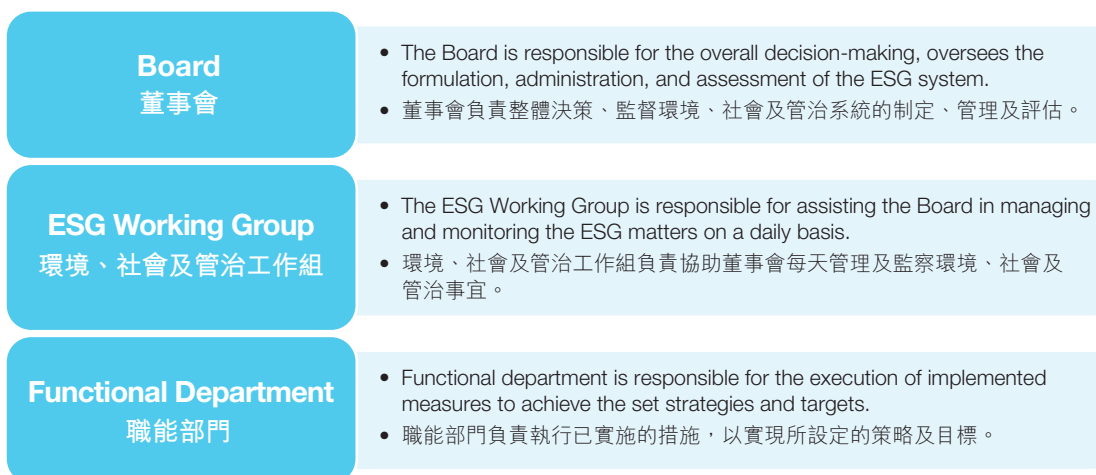 Board
董事會
• The Board is responsible for the overall decision-making, oversees the
formulation, administration, and assessment of the ESG system.
• 董事會負責整體決策、監督環境、社會及管治系統的制定、管理及評估。
ESG Working Group
環境、社會及管治工作組
• The ESG Working Group is responsible for assisting the Board in managing
and monitoring the ESG matters on a daily basis.
• 環境、社會及管治工作組負責協助董事會每天管理及監察環境、社會及
管治事宜。
Functional Department
職能部門
• Functional department is responsible for the execution of implemented
measures to achieve the set strategies and targets.
• 職能部門負責執行已實施的措施，以實現所設定的策略及目標。